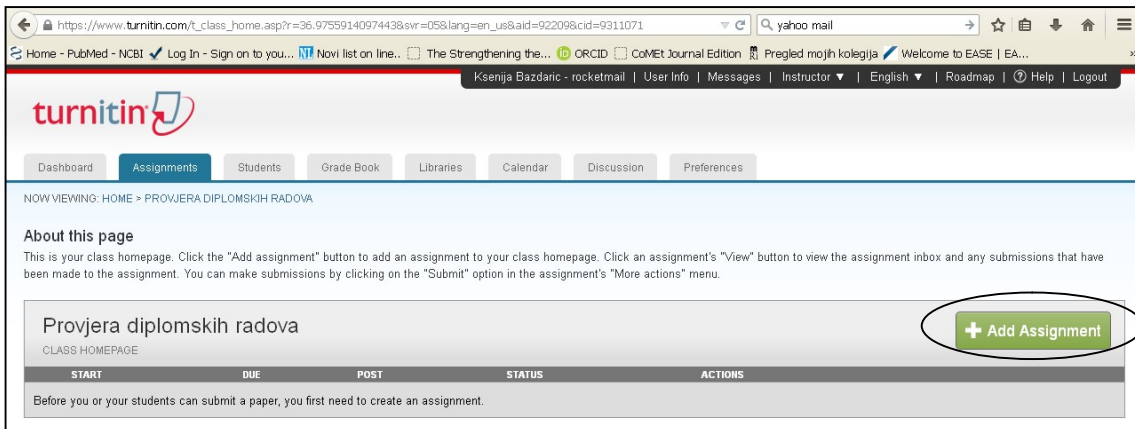 https://www.turnitin.com/t_class_home.asp?r=36.9755914097443&svr=05&lang=en_us&aid=92209&cid=9311071 yahoo mail
Home - PubMed - NCBI Log In - Sign on to you... Novi list on line.. The Strengthening the... ORCID CoMEt Journal Edition Pregled mojih kolegija Welcome to EASE | EA...
Ksenija Bazdaric - rocketmail | User Info | Messages | Instructor ▼ | English ▼ | Roadmap | ? Help | Logout
turnitin
Dashboard Assignments Students Grade Book Libraries Calendar Discussion Preferences
NOW VIEWING: HOME > PROVJERA DIPLOMSKIH RADOVA
About this page
This is your class homepage. Click the "Add assignment" button to add an assignment to your class homepage. Click an assignment's "View" button to view the assignment inbox and any submissions that have
been made to the assignment. You can make submissions by clicking on the "Submit" option in the assignment's "More actions" menu.
Provjera diplomskih radova
+ Add Assignment
CLASS HOMEPAGE
START DUE POST STATUS ACTIONS
Before you or your students can submit a paper, you first need to create an assignment.